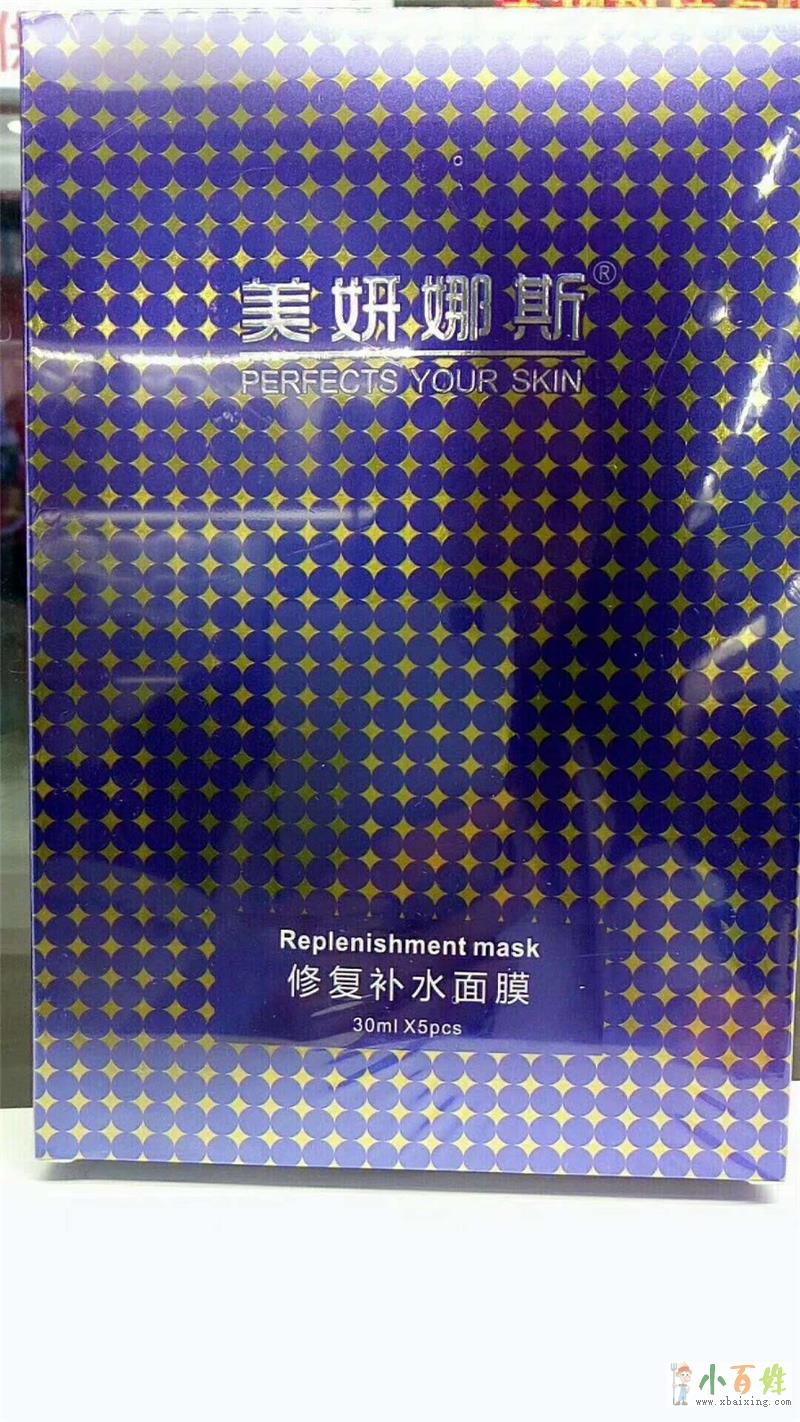 美妍娜斯®
PERFECTS YOUR SKIN
Replenishment mask
修复补水面膜
30ml X5pcs
小百姓
www.xbaixing.com